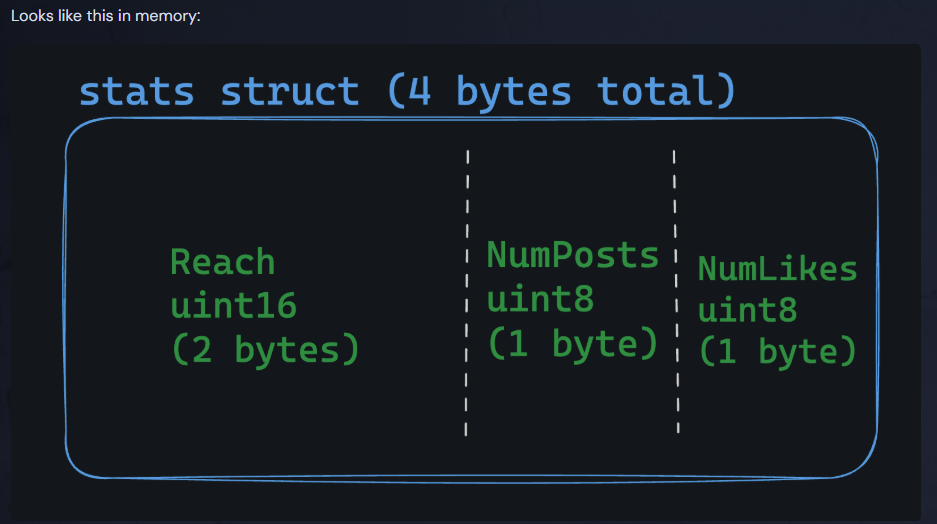 Looks like this in memory:
stats struct (4 bytes total)
Reach
uint16
(2 bytes)
NumPosts
uint8
(1 byte)
NumLikes
uint8
(1 byte)